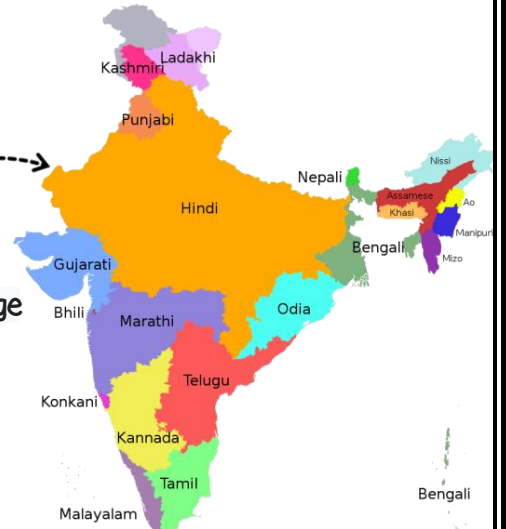 Kashmiri
Ladakhi
Punjabi
Nepali
Nissi
Hindi
Assamese
Ao
Khasi
Manipuri
Bengali
Mizo
Gujarati
ge
Bhili
Marathi
Odia
Telugu
Konkani
Kannada
Tamil
Bengali
Malayalam